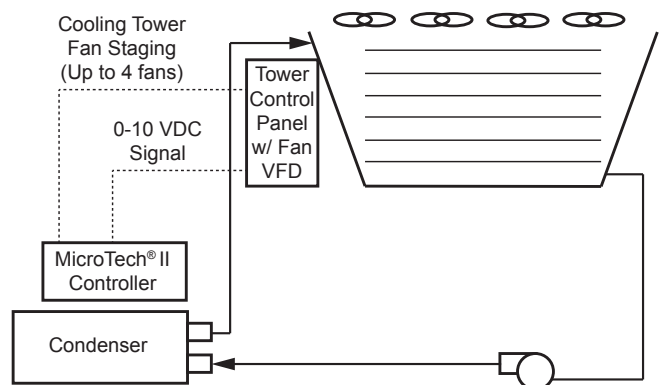 Cooling Tower
Fan Staging
(Up to 4 fans)
Tower
Control
Panel
w/ Fan
VFD
0-10 VDC
Signal
MicroTech® II
Controller
Condenser